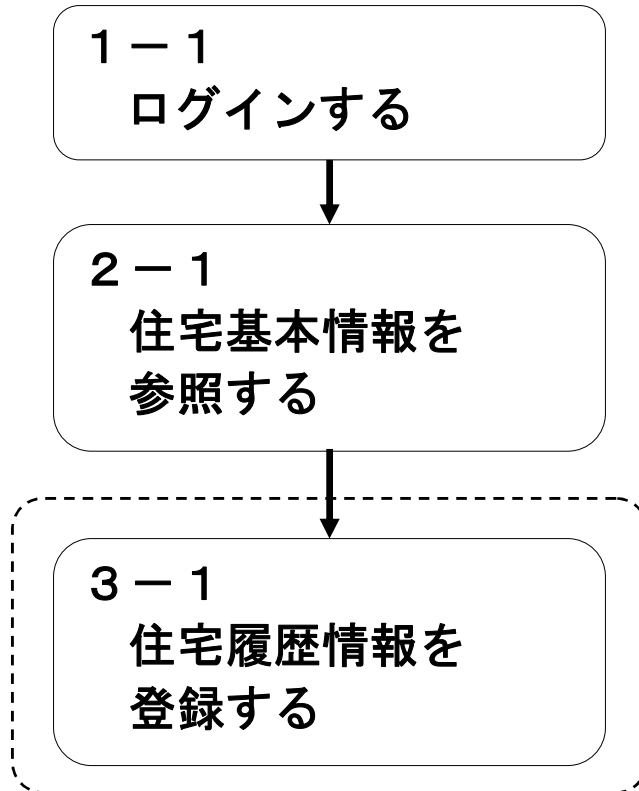 １－１
ログインする
２－１
住宅基本情報を
参照する
３－１
住宅履歴情報を
登録する